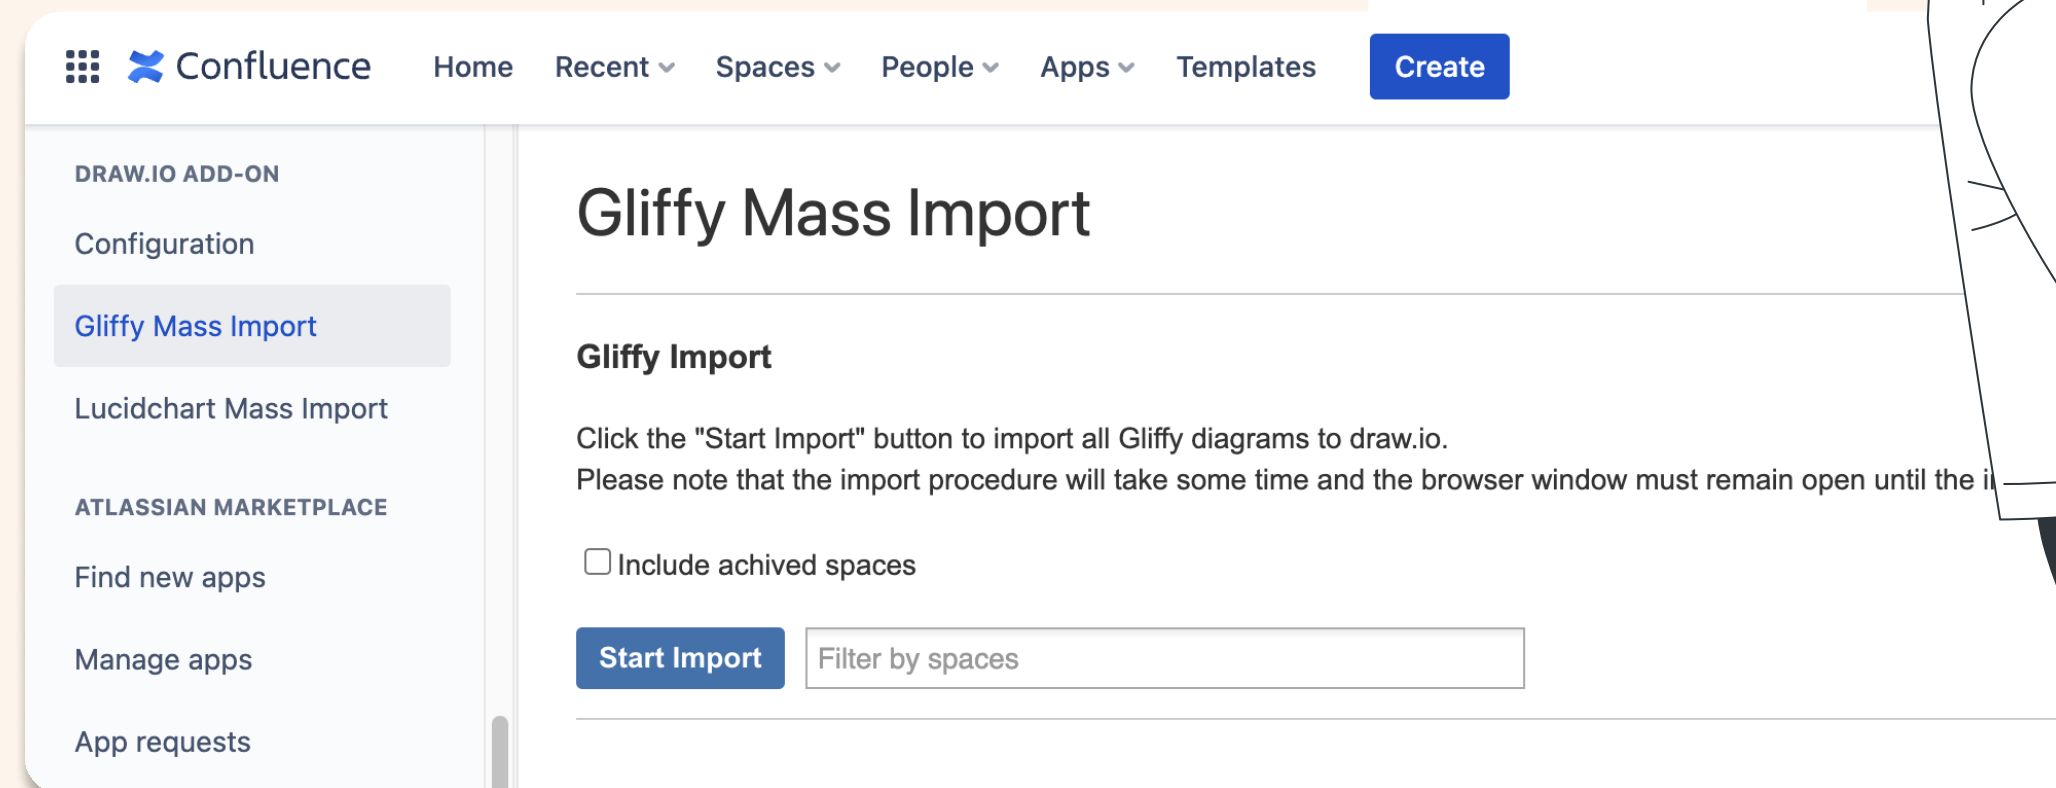 Confluence Home Recent Spaces People Apps Templates Create
DRAW.IO ADD-ON
Configuration
Gliffy Mass Import
Lucidchart Mass Import
ATLASSIAN MARKETPLACE
Find new apps
Manage apps
App requests
Gliffy Mass Import
Gliffy Import
Click the "Start Import" button to import all Gliffy diagrams to draw.io.
Please note that the import procedure will take some time and the browser window must remain open until the
Include achived spaces
Start Import Filter by spaces